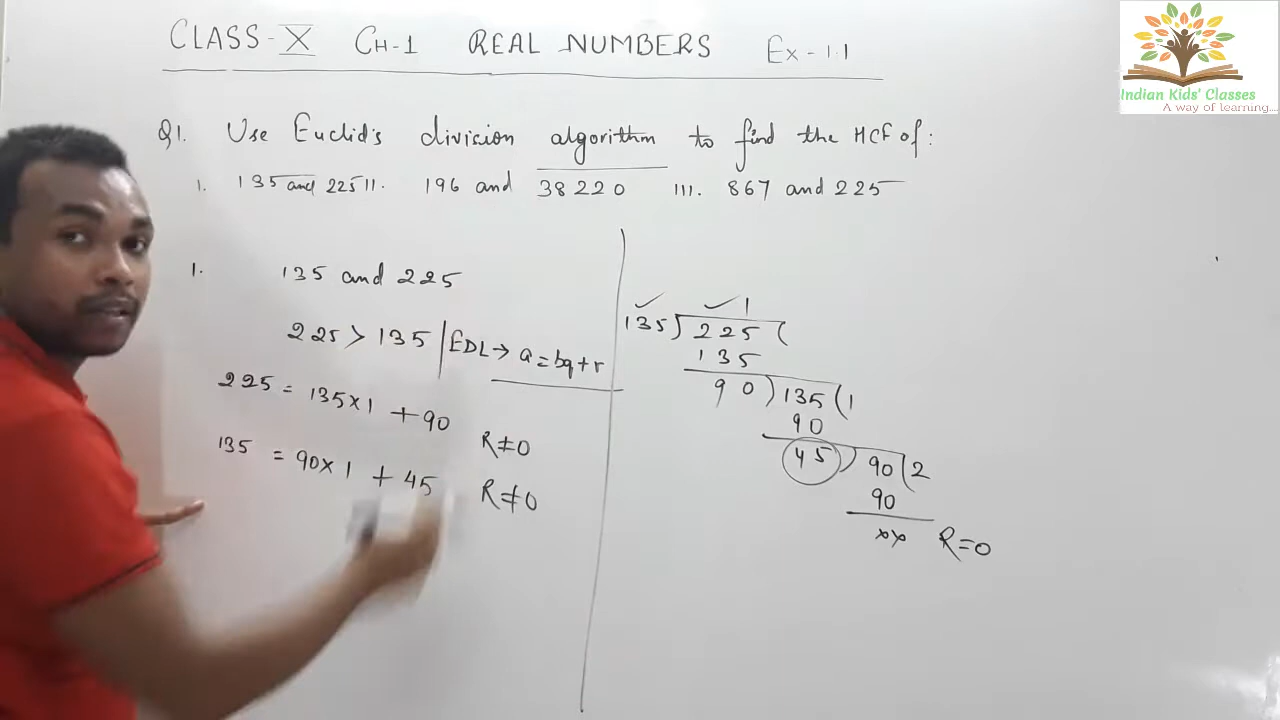 CLASS-X CH-1 REAL NUMBERS Ex-1.1
Indian Kids' Classes
A way of learning....
Q1. Use Euclid's division algorithm to find the HCF of:
1. 135 and 225 11. 196 and 38220 111. 867 and 225
1. 135 and 225
225 > 135 | EDL → a = bq + r
225 = 135 x 1 + 90 R ≠ 0
135 = 90 x 1 + 45 R ≠ 0
1
135 ) 225 (
135
90 ) 135 ( 1
90
45 ) 90 ( 2
90
xx R = 0